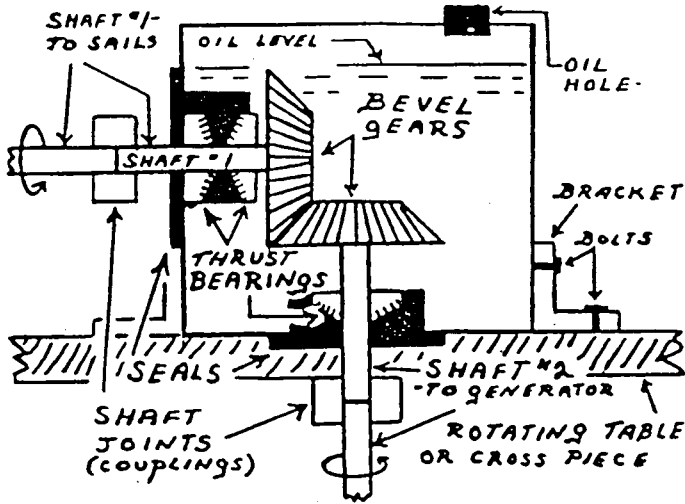 SHAFT #1-
TO SAILS
OIL LEVEL
OIL
HOLE-
BEVEL
GEARS
SHAFT #1
BRACKET
BOLTS
THRUST
BEARINGS
SEALS
SHAFT #2
-TO GENERATOR
SHAFT
JOINTS
(COUPLINGS)
ROTATING TABLE
OR CROSS PIECE